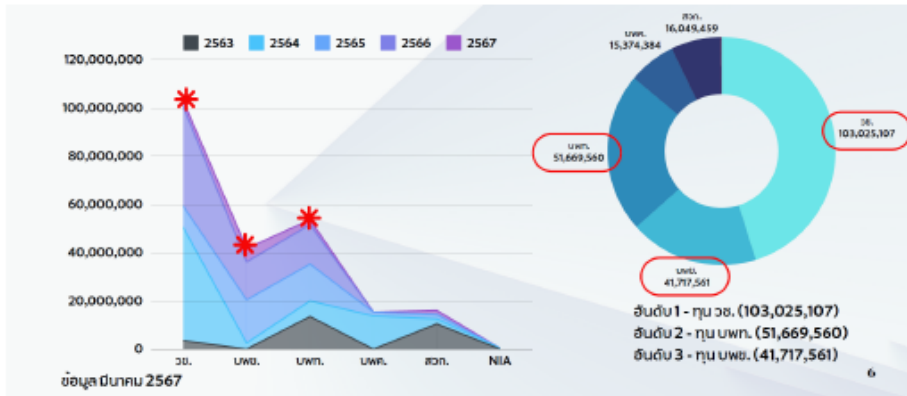 2563 2564 2565 2566 2567
120,000,000
100,000,000
80,000,000
60,000,000
40,000,000
20,000,000
0
วช. บพข. บพท. บพค. สวก. NIA
ข้อมูล มีนาคม 2567
สวก.
16,049,459
บพค.
15,374,384
วช.
103,025,107
บพท.
51,669,560
บพข.
41,717,561
อันดับ 1 - ทุน วช. (103,025,107)
อันดับ 2 - ทุน บพท. (51,669,560)
อันดับ 3 - ทุน บพข. (41,717,561)
6